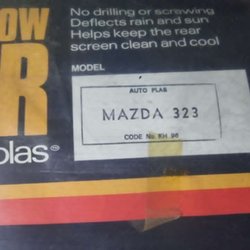 No drilling or screwing
Deflects rain and sun
Helps keep the rear
screen clean and cool
OW
R
plas
MODEL
AUTO PLAS
MAZDA 323
CODE No. KH 96